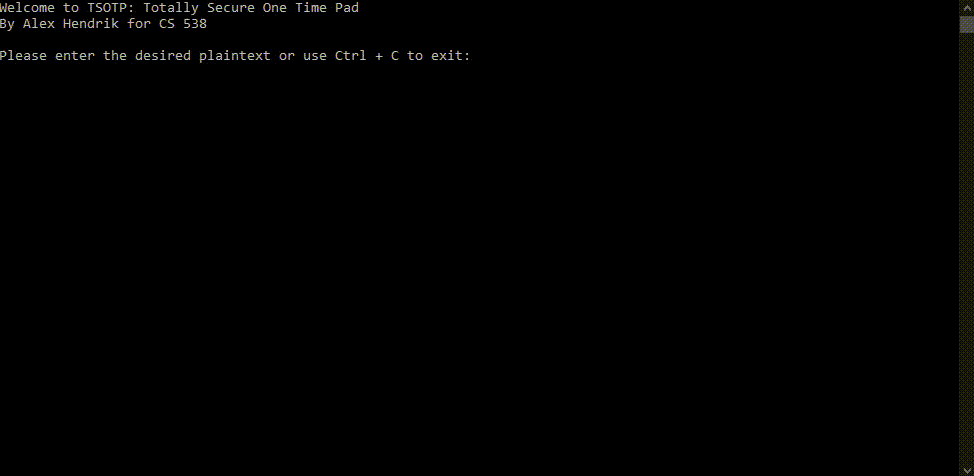 Welcome to TSOTP: Totally Secure One Time Pad
By Alex Hendrik for CS 538
Please enter the desired plaintext or use Ctrl + C to exit: